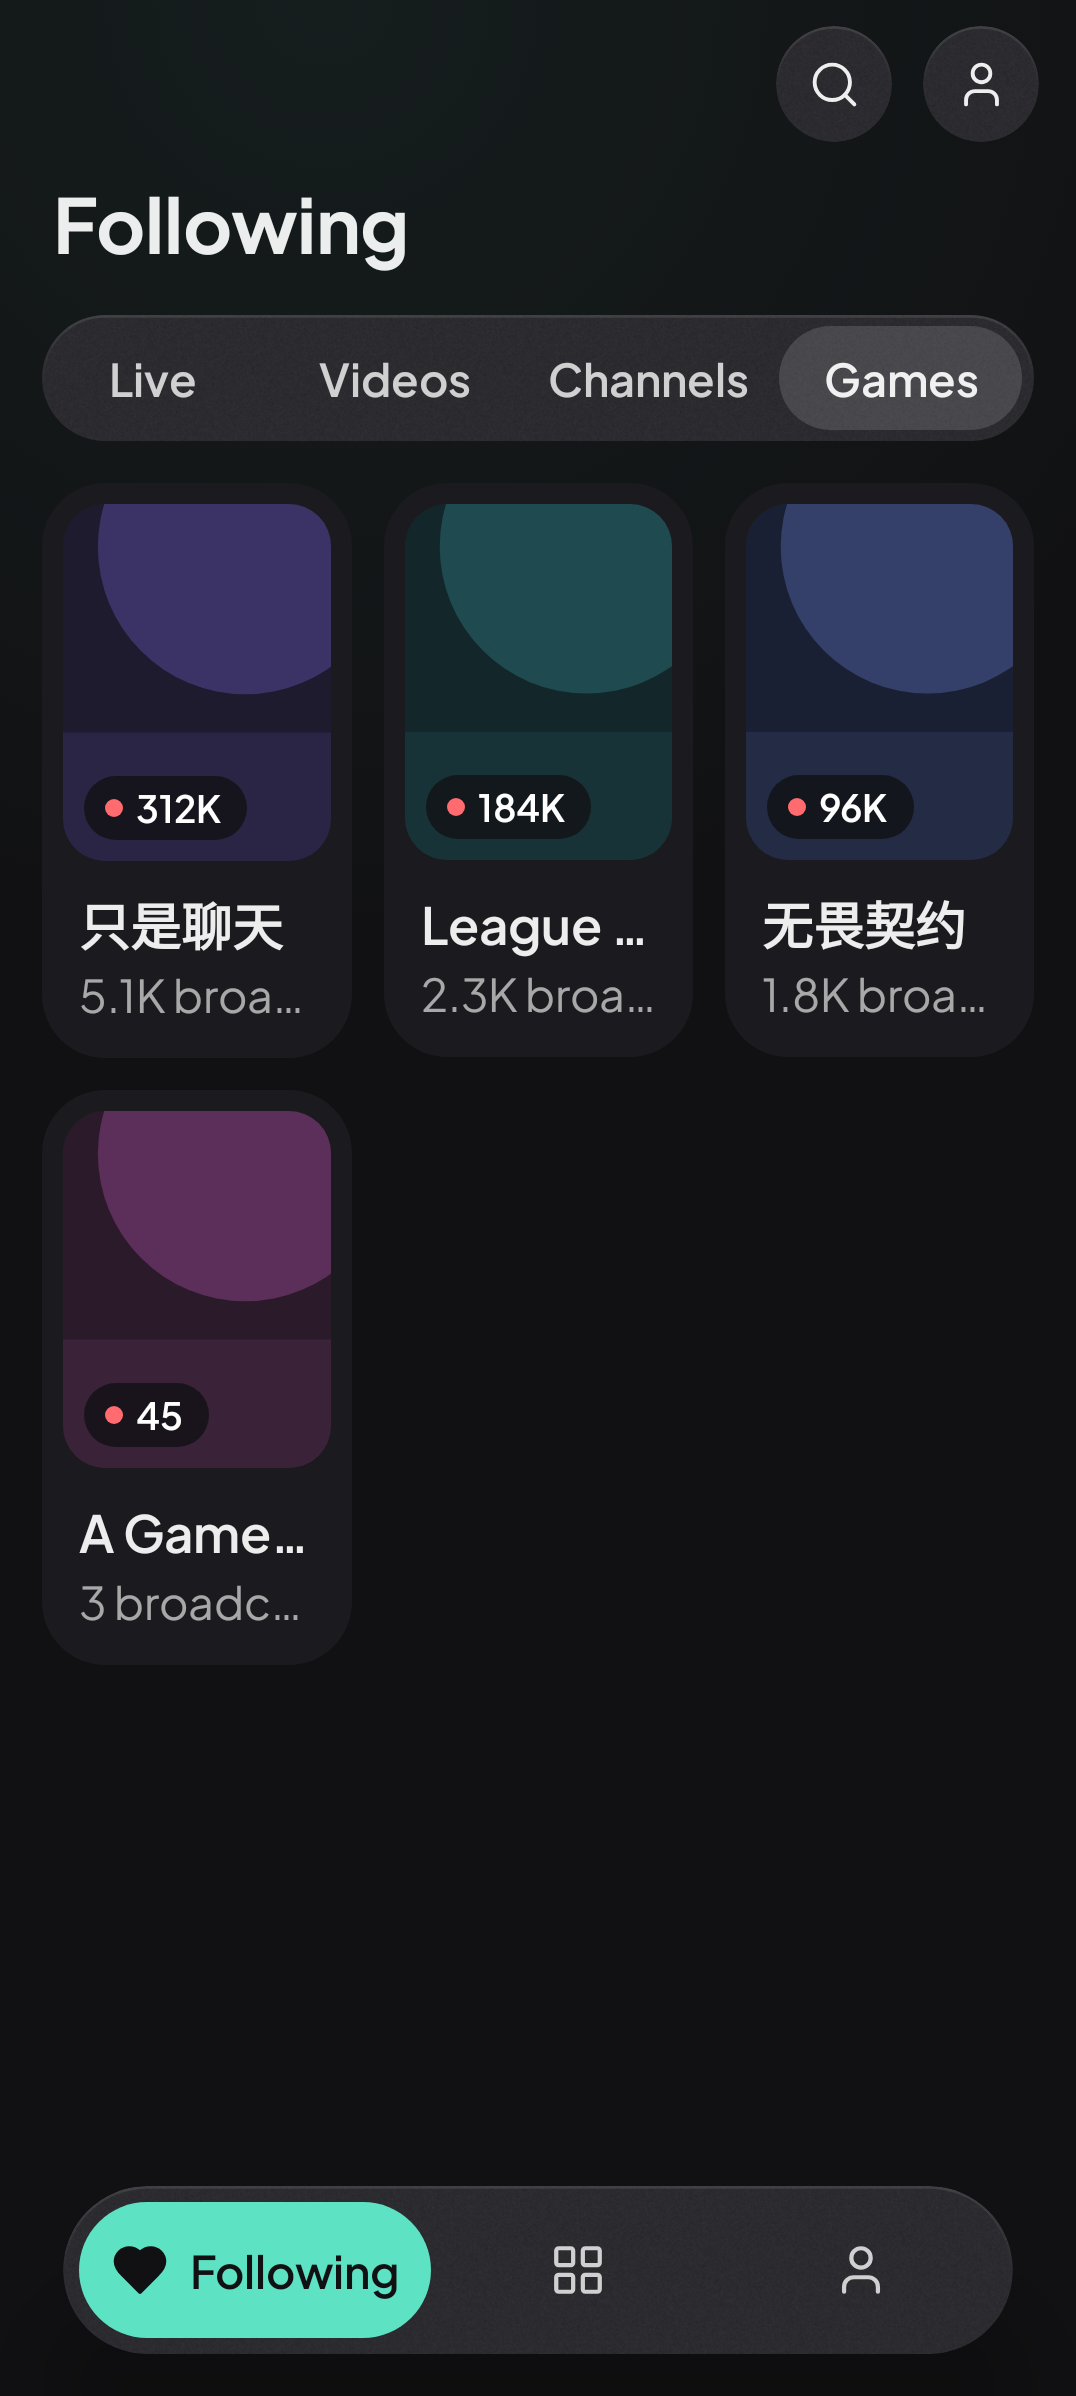 Following
Live
Videos
Channels
Games
312K
只是聊天
5.1K broa...
184K
League ...
2.3K broa...
96K
无畏契约
1.8K broa...
45
A Game...
3 broadc...
Following